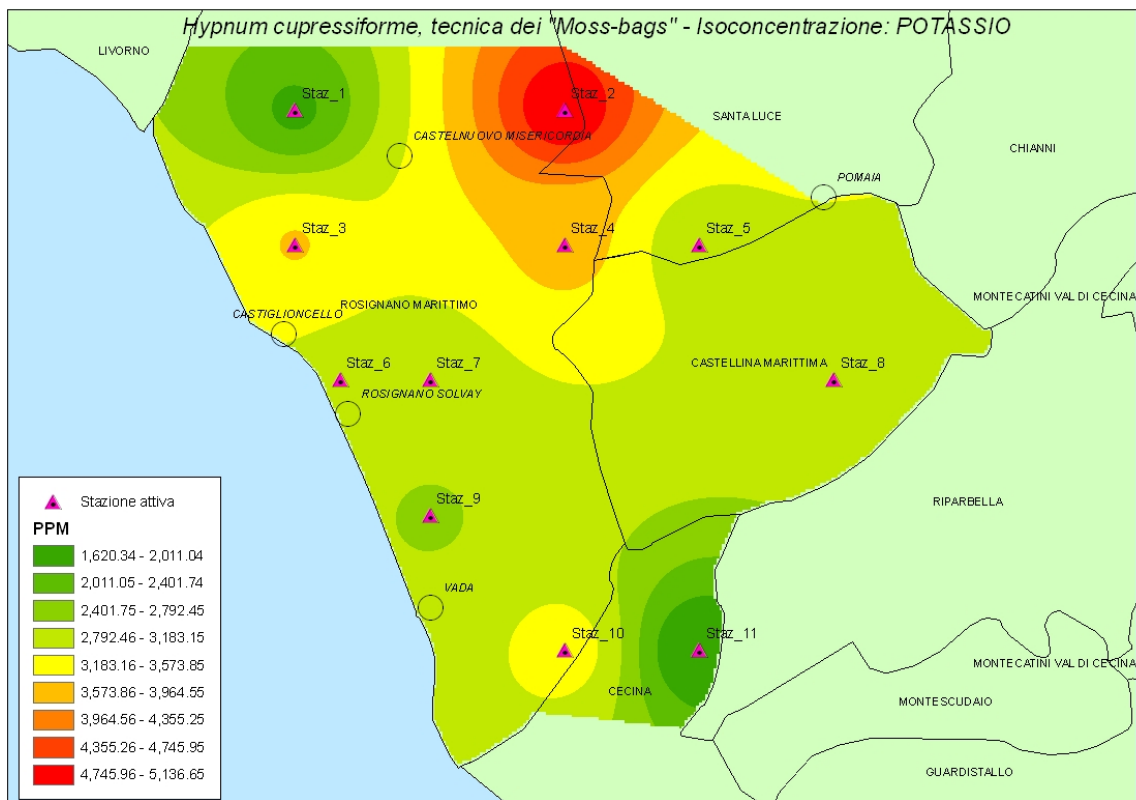 Hypnum cupressiforme, tecnica dei "Moss-bags" - Isoconcentrazione: POTASSIO
LIVORNO
Staz_1
Staz_2
SANTA LUCE
CASTELNUOVO MISERICORDIA
CHIANNI
POMAIA
Staz_3
Staz_4
Staz_5
MONTECATINI VAL DI CECINA
ROSIGNANO MARITTIMO
CASTIGLIONCELLO
Staz_6
Staz_7
CASTELLINA MARITTIMA
Staz_8
ROSIGNANO SOLVAY
Staz_9
RIPARBELLA
VADA
Staz_10
Staz_11
MONTECATINI VAL DI CECINA
CECINA
MONTESCUDAIO
GUARDISTALLO
Stazione attiva
PPM
1,620.34 - 2,011.04
2,011.05 - 2,401.74
2,401.75 - 2,792.45
2,792.46 - 3,183.15
3,183.16 - 3,573.85
3,573.86 - 3,964.55
3,964.56 - 4,355.25
4,355.26 - 4,745.95
4,745.96 - 5,136.65